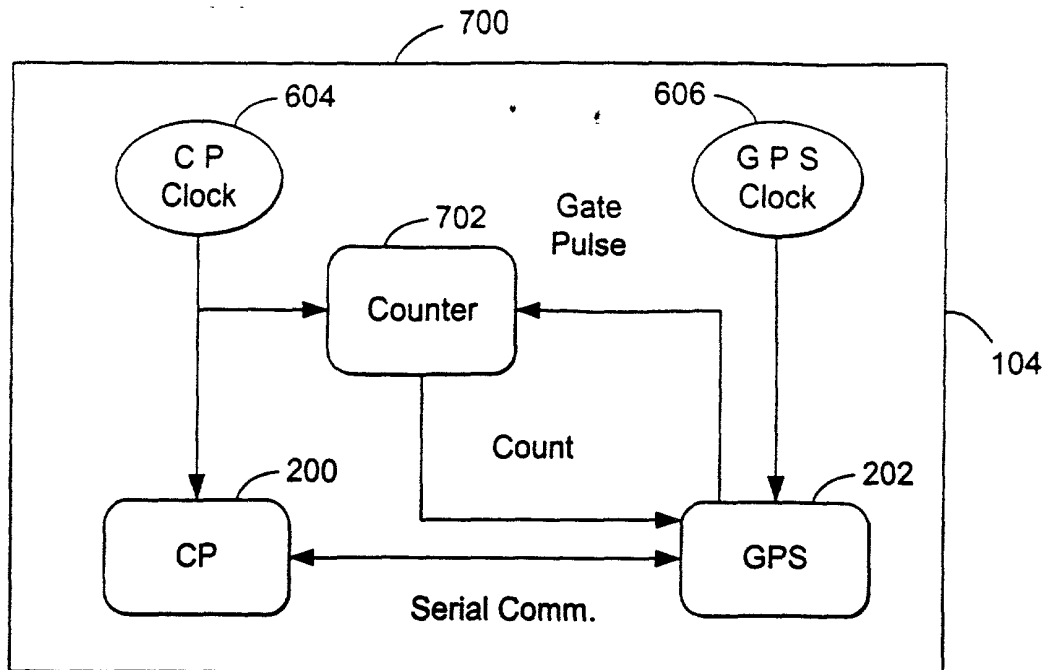 700
604
606
C P
Clock
G P S
Clock
702
Gate
Pulse
Counter
104
Count
200
202
CP
GPS
Serial Comm.